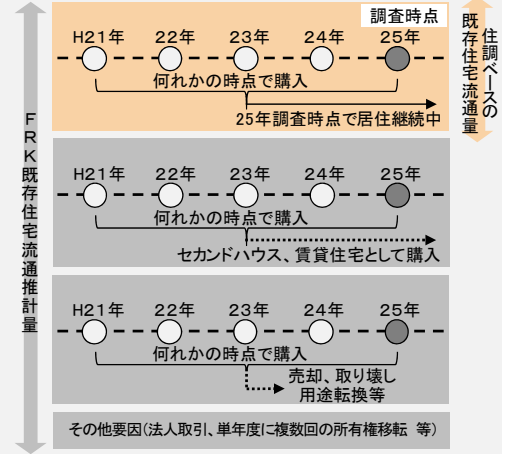 調査時点
H21年 22年 23年 24年 25年
何れかの時点で購入
25年調査時点で居住継続中
住調ベースの
既存住宅流通量
FRK既存住宅流通推計量
H21年 22年 23年 24年 25年
何れかの時点で購入
セカンドハウス、賃貸住宅として購入
H21年 22年 23年 24年 25年
何れかの時点で購入
売却、取り壊し
用途転換等
その他要因(法人取引、単年度に複数回の所有権移転 等)